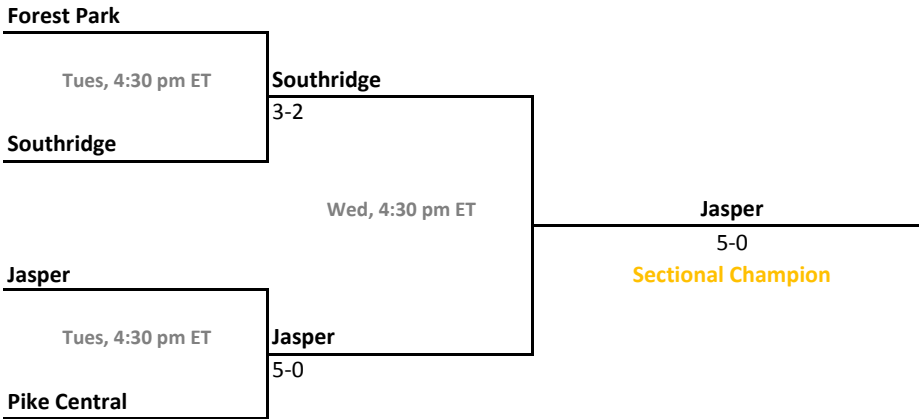 Forest Park
Tues, 4:30 pm ET
Southridge
3-2
Southridge
Wed, 4:30 pm ET
Jasper
5-0
Sectional Champion
Jasper
Tues, 4:30 pm ET
Jasper
5-0
Pike Central